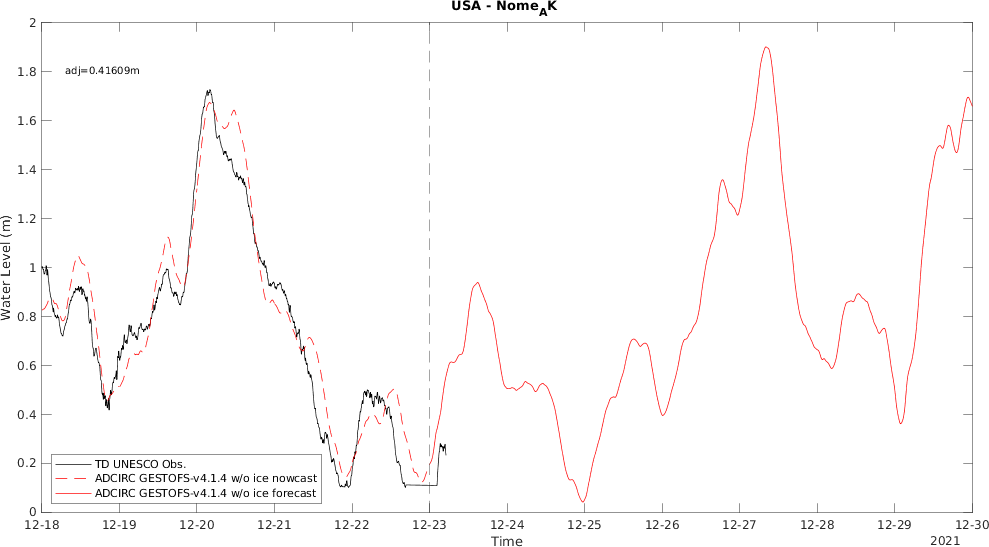 USA - Nome_AK
2
1.8
1.6
1.4
1.2
1
0.8
0.6
0.4
0.2
0
Water Level (m)
adj=0.41609m
TD UNESCO Obs.
ADCIRC GESTOFS-v4.1.4 w/o ice nowcast
ADCIRC GESTOFS-v4.1.4 w/o ice forecast
12-18 12-19 12-20 12-21 12-22 12-23 12-24 12-25 12-26 12-27 12-28 12-29 12-30
Time
2021